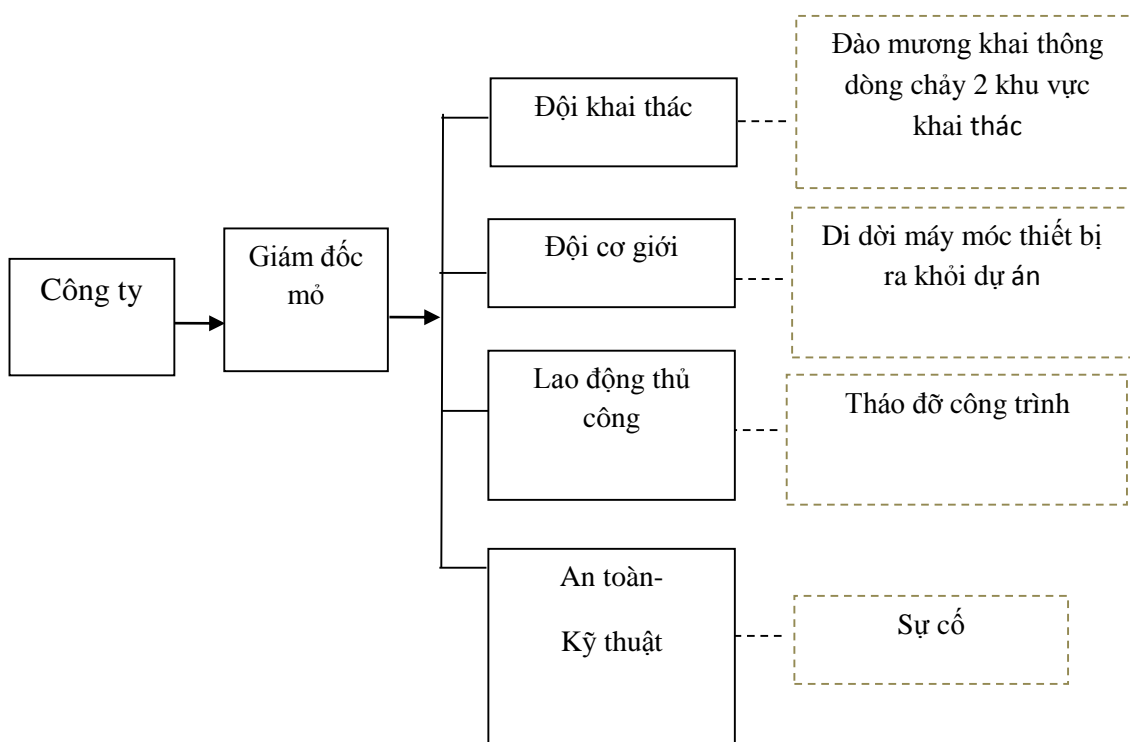 Công ty
Giám đốc
mỏ
Đội khai thác
Đào mương khai thông
dòng chảy 2 khu vực
khai thác
Đội cơ giới
Di dời máy móc thiết bị
ra khỏi dự án
Lao động thủ
công
Tháo đỡ công trình
An toàn-
Kỹ thuật
Sự cố